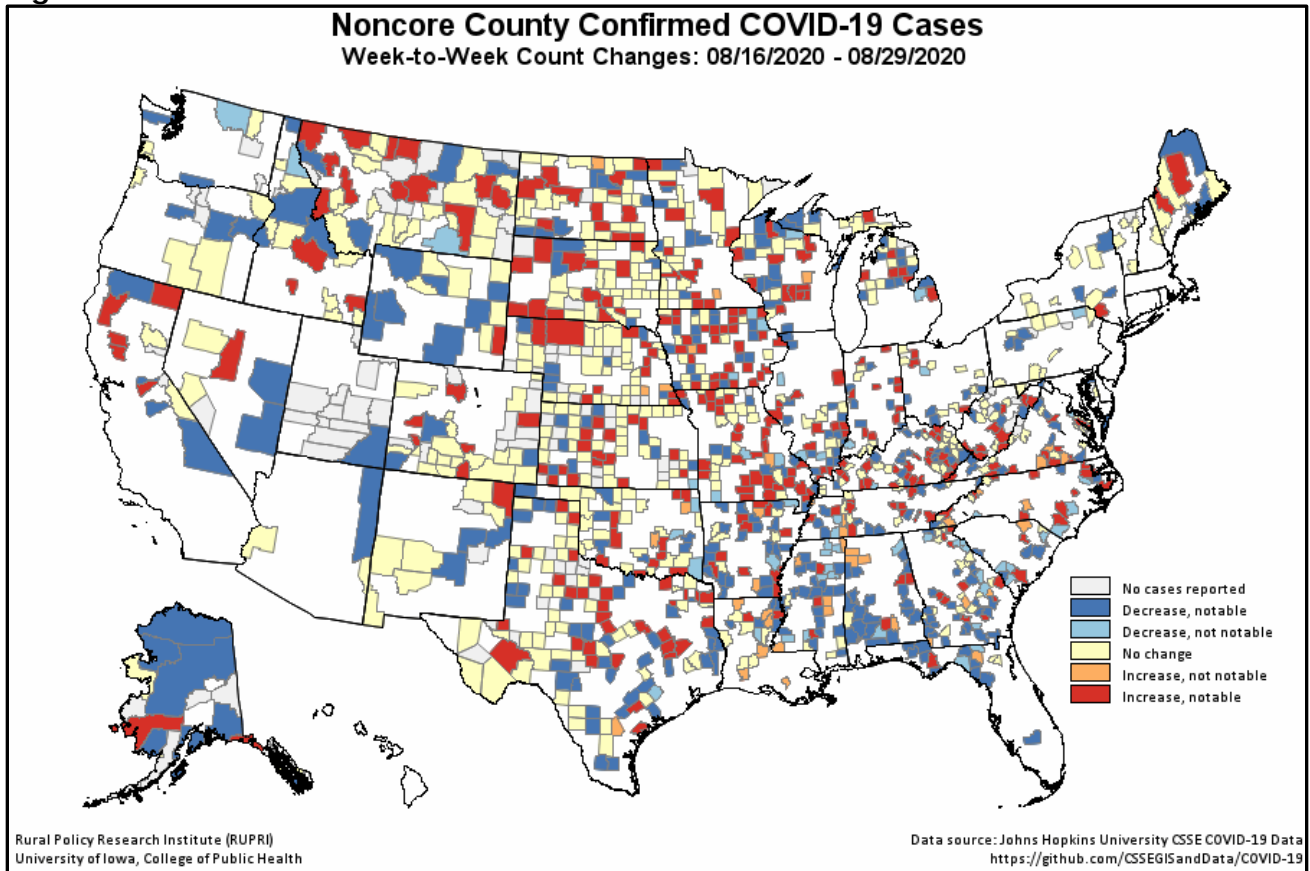 Noncore County Confirmed COVID-19 Cases
Week-to-Week Count Changes: 08/16/2020 - 08/29/2020
No cases reported
Decrease, notable
Decrease, not notable
No change
Increase, not notable
Increase, notable
Rural Policy Research Institute (RUPRI)
University of Iowa, College of Public Health
Data source: Johns Hopkins University CSSE COVID-19 Data
https://github.com/CSSEGISandData/COVID-19